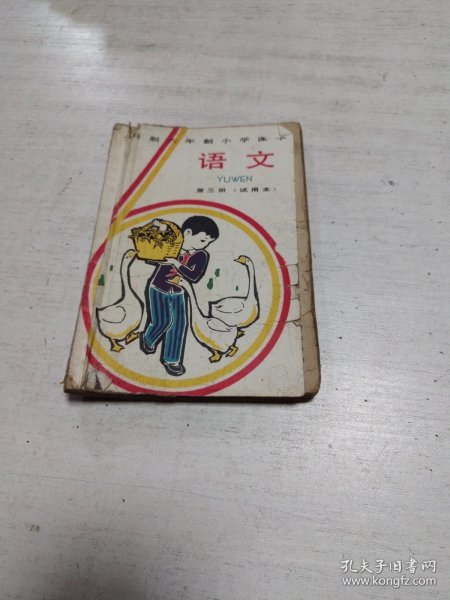 日制六年制小学课本
语文
YUWEN
第三册（试用本）
孔夫子旧书网
www.kongfz.com